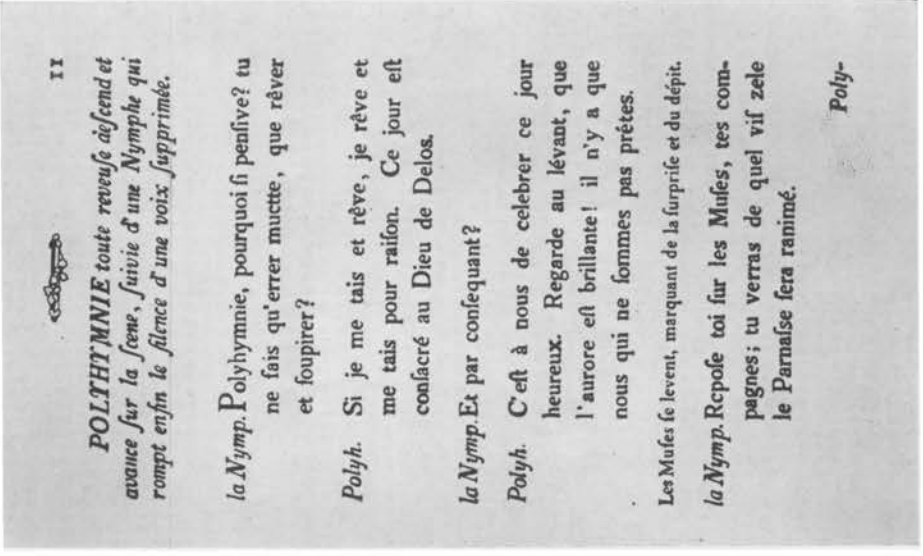 11
POLYHYMNIE toute reveuſe deſcend et
avance ſur la ſcene, ſuivie d'une Nymphe qui
rompt enfin le ſilence d'une voix ſupprimée.
la Nymp. Polyhymnie, pourquoi ſi penſive? tu
ne fais qu'errer muette, que rêver
et ſoupirer?
Polyh. Si je me tais et rêve, je rêve et
me tais pour raiſon. Ce jour eſt
conſacré au Dieu de Delos.
la Nymp. Et par conſequant?
Polyh. C'eſt à nous de celebrer ce jour
heureux. Regarde au lévant, que
l'aurore eſt brillante! il n'y a que
nous qui ne ſommes pas prétes.
Les Muſes ſe levent, marquant de la ſurpriſe et du dépit.
la Nymp. Repoſe toi ſur les Muſes, tes com-
pagnes; tu verras de quel vif zele
le Parnaſse ſera ranimé.
Poly-